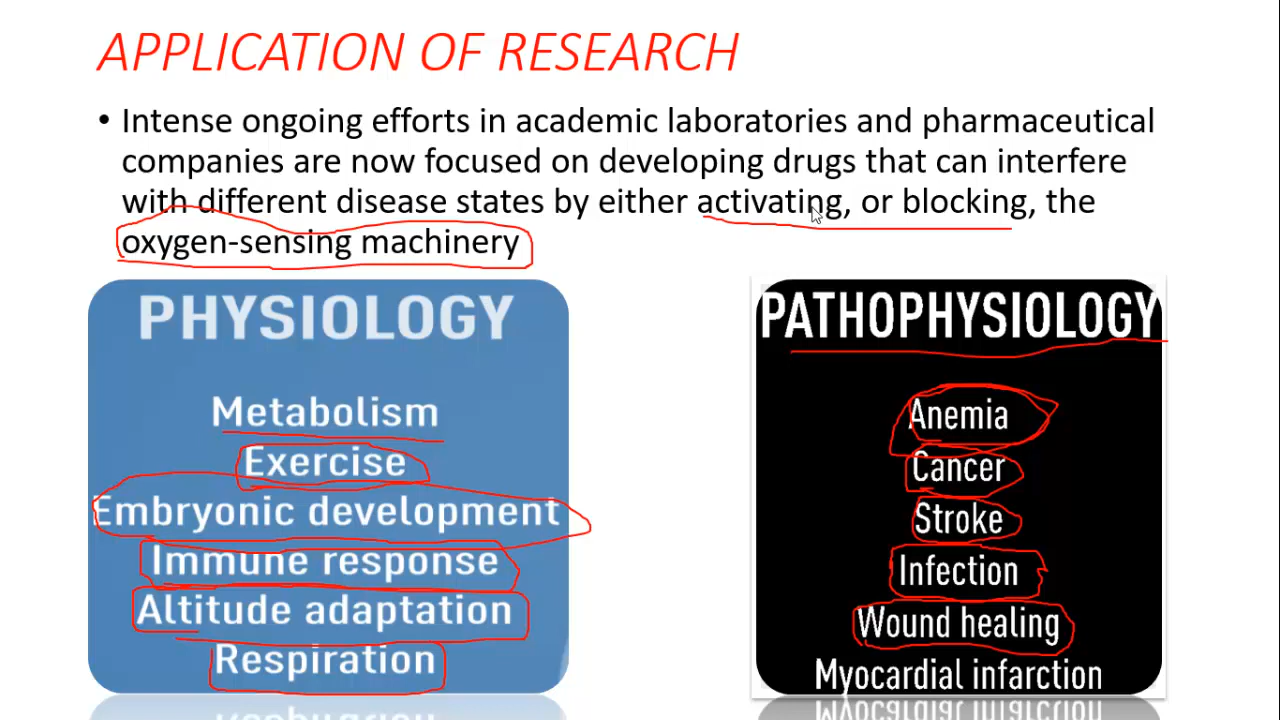 APPLICATION OF RESEARCH
• Intense ongoing efforts in academic laboratories and pharmaceutical
companies are now focused on developing drugs that can interfere
with different disease states by either activating, or blocking, the
oxygen-sensing machinery
PHYSIOLOGY
Metabolism
Exercise
Embryonic development
Immune response
Altitude adaptation
Respiration
PATHOPHYSIOLOGY
Anemia
Cancer
Stroke
Infection
Wound healing
Myocardial infarction